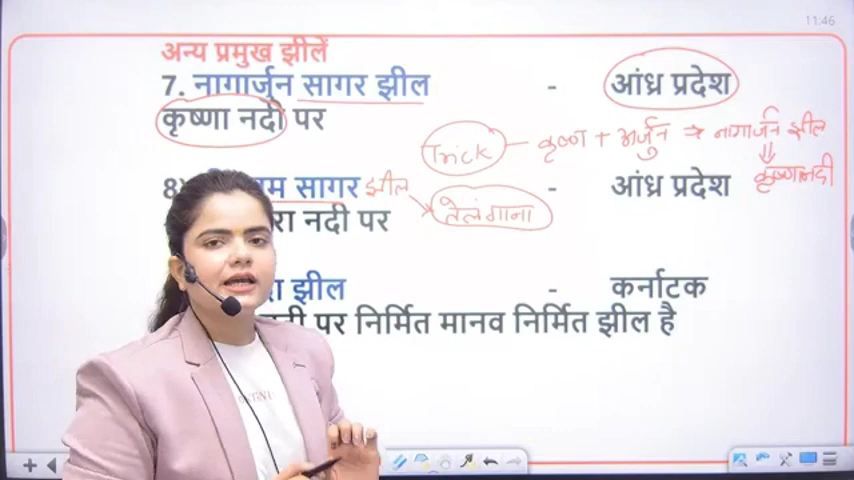 11:46
अन्य प्रमुख झीलें
7. नागार्जुन सागर झील - आंध्र प्रदेश
कृष्णा नदी पर
Trick — कृष्ण + अर्जुन ⇒ नागार्जुन झील
⇓
कृष्णा नदी
8) म सागर झील - आंध्र प्रदेश
तेलंगाना
रा नदी पर
झील - कर्नाटक
पर निर्मित मानव निर्मित झील है